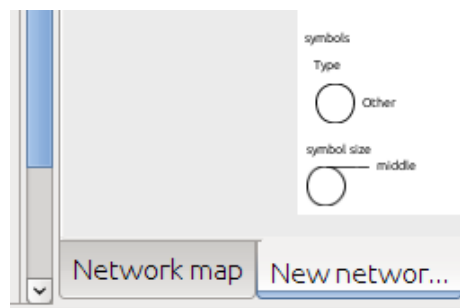 symbols
Type
Other
symbol size
middle
Network map
New networ...